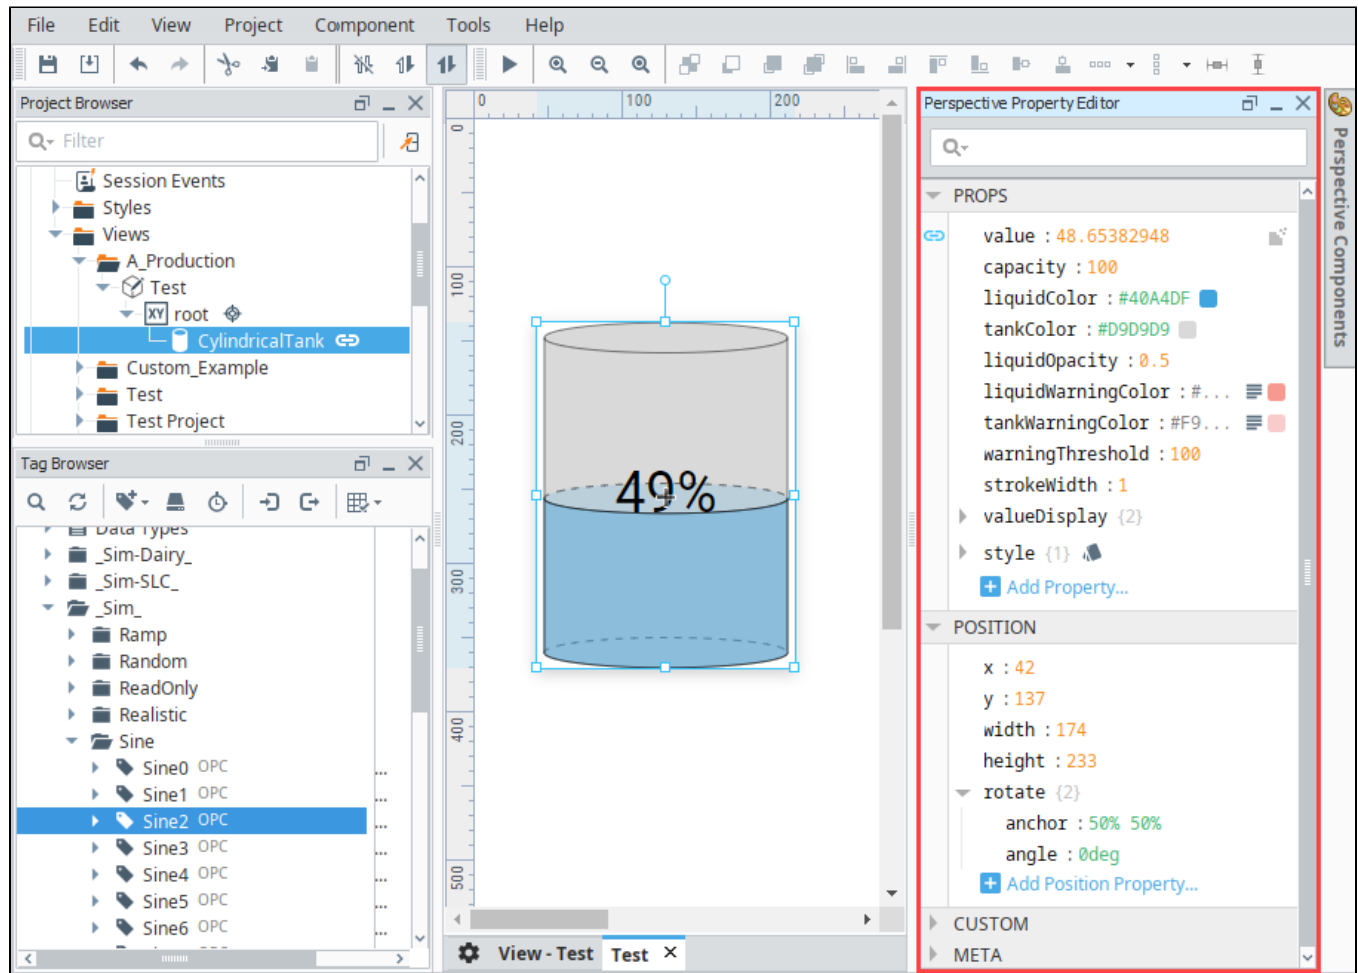 File Edit View Project Component Tools Help
Project Browser
Filter
Session Events
Styles
Views
A_Production
Test
XY root
CylindricalTank
Custom_Example
Test
Test Project
Tag Browser
Data Types
_Sim-Dairy_
_Sim-SLC_
_Sim_
Ramp
Random
ReadOnly
Realistic
Sine
Sine0 OPC ...
Sine1 OPC ...
Sine2 OPC ...
Sine3 OPC ...
Sine4 OPC ...
Sine5 OPC ...
Sine6 OPC ...
0 100 200
0
100
200
300
400
500
49%
View - Test Test
Perspective Property Editor
PROPS
value : 48.65382948
capacity : 100
liquidColor : #40A4DF
tankColor : #D9D9D9
liquidOpacity : 0.5
liquidWarningColor : #...
tankWarningColor : #F9...
warningThreshold : 100
strokeWidth : 1
valueDisplay {2}
style {1}
Add Property...
POSITION
x : 42
y : 137
width : 174
height : 233
rotate {2}
anchor : 50% 50%
angle : 0deg
Add Position Property...
CUSTOM
META
Perspective Components